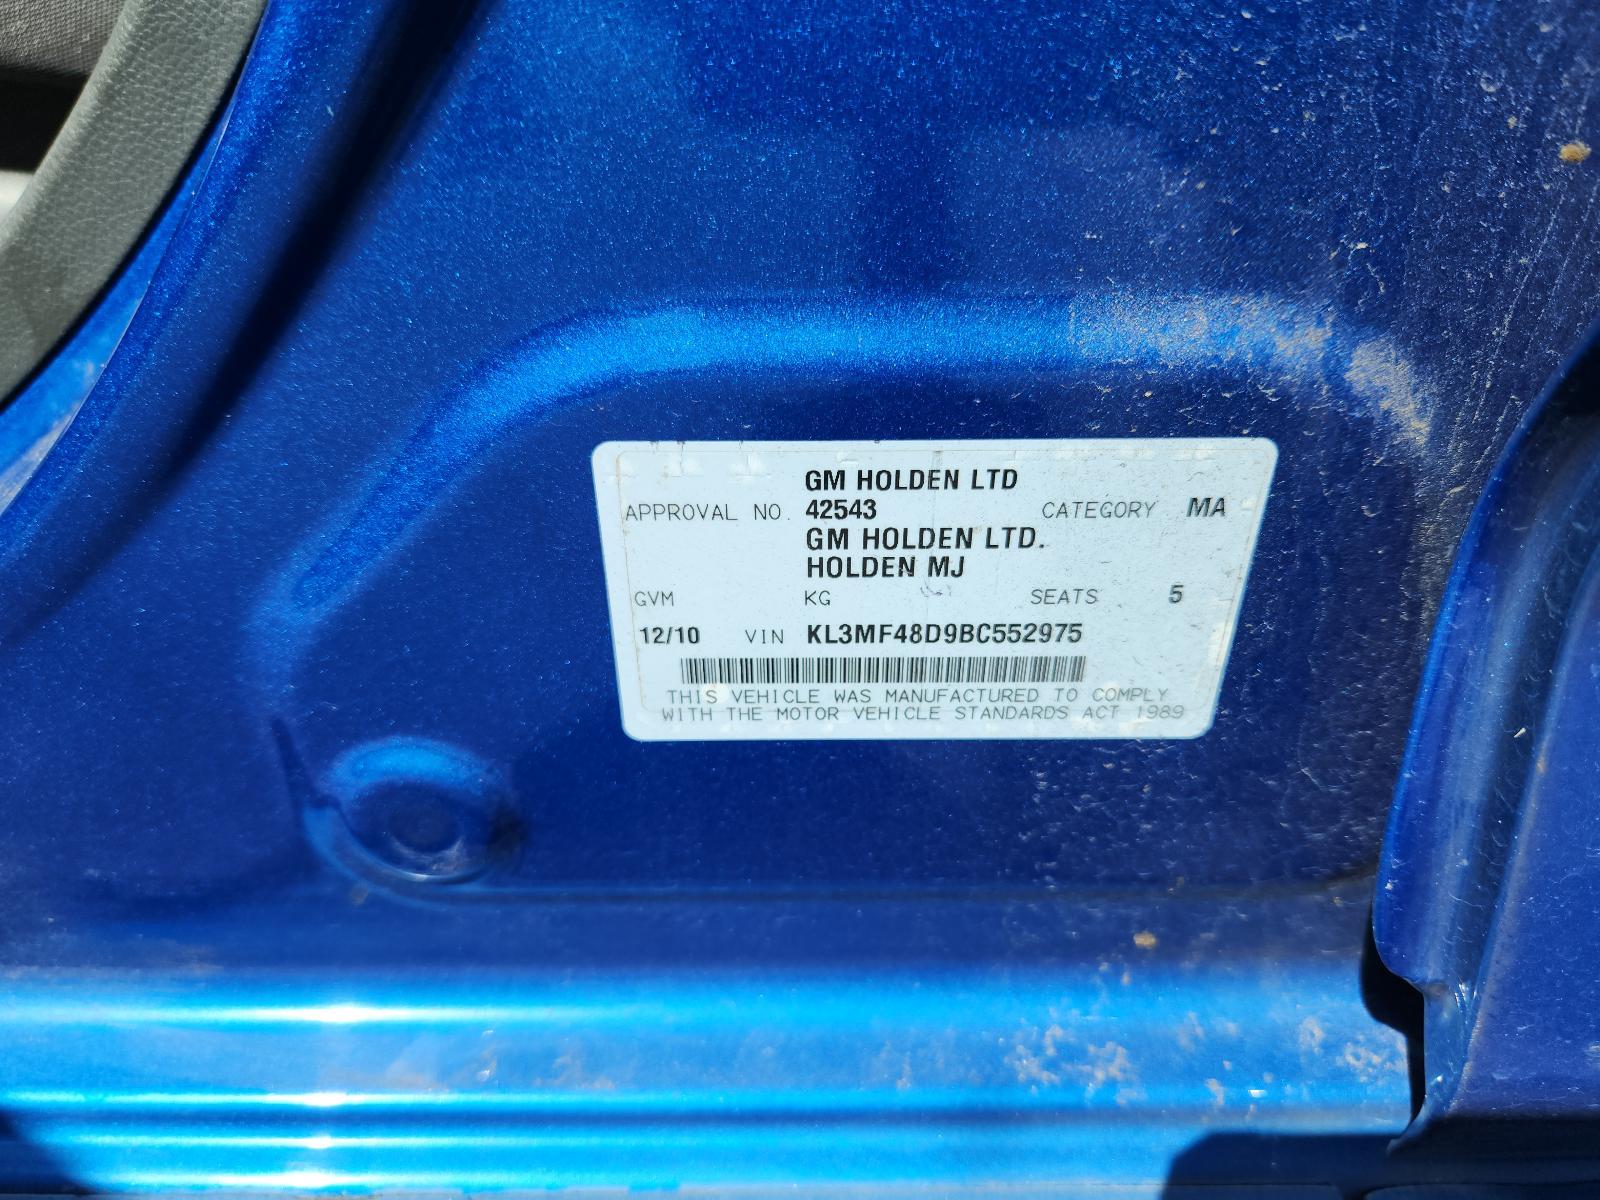 GM HOLDEN LTD
APPROVAL NO. 42543 CATEGORY MA
GM HOLDEN LTD.
HOLDEN MJ
GVM KG SEATS 5
12/10 VIN KL3MF48D9BC552975
THIS VEHICLE WAS MANUFACTURED TO COMPLY
WITH THE MOTOR VEHICLE STANDARDS ACT 1989